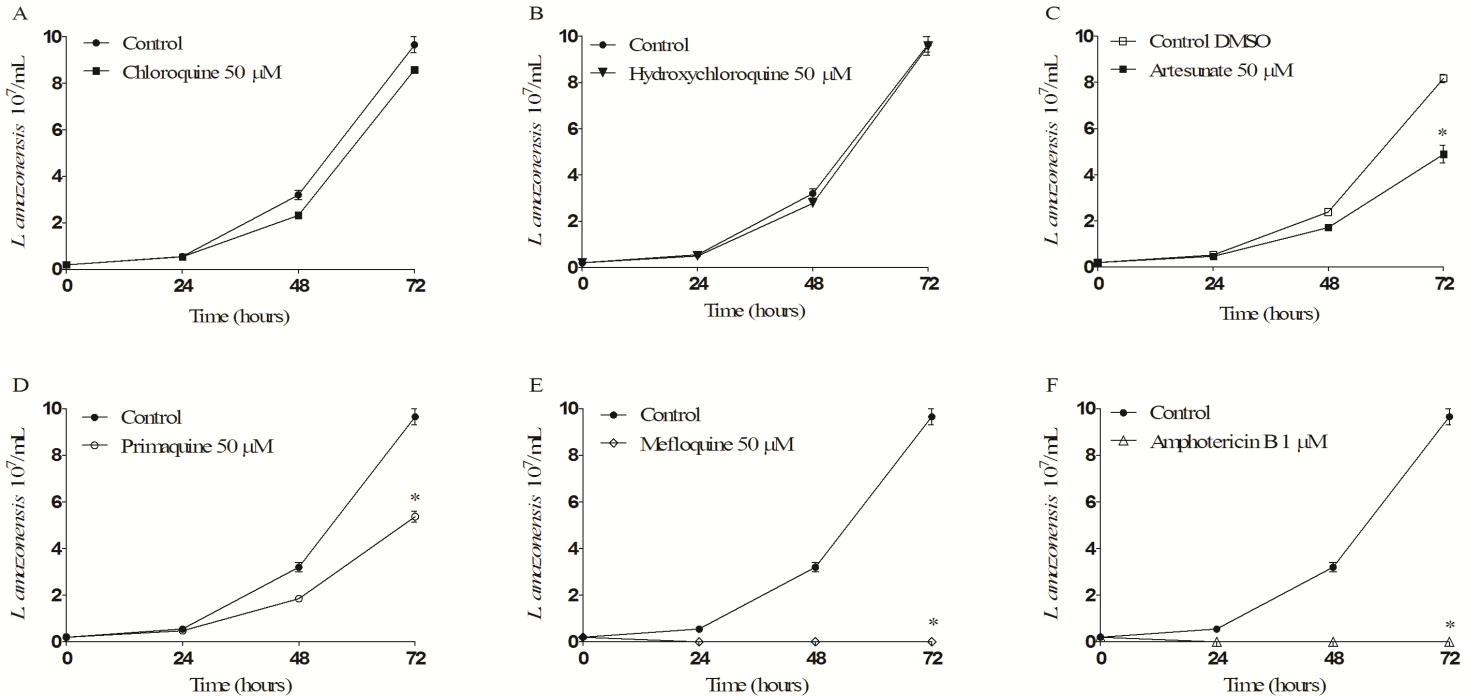 A
Control
Chloroquine 50 μM
L amazonensis 10⁷/mL
10
8
6
4
2
0
0 24 48 72
Time (hours)
B
Control
Hydroxychloroquine 50 μM
L amazonensis 10⁷/mL
10
8
6
4
2
0
0 24 48 72
Time (hours)
C
Control DMSO
Artesunate 50 μM
L amazonensis 10⁷/mL
10
8
6
4
2
0
*
0 24 48 72
Time (hours)
D
Control
Primaquine 50 μM
L amazonensis 10⁷/mL
10
8
6
4
2
0
*
0 24 48 72
Time (hours)
E
Control
Mefloquine 50 μM
L amazonensis 10⁷/mL
10
8
6
4
2
0
*
0 24 48 72
Time (hours)
F
Control
Amphotericin B 1 μM
L amazonensis 10⁷/mL
10
8
6
4
2
0
*
0 24 48 72
Time (hours)